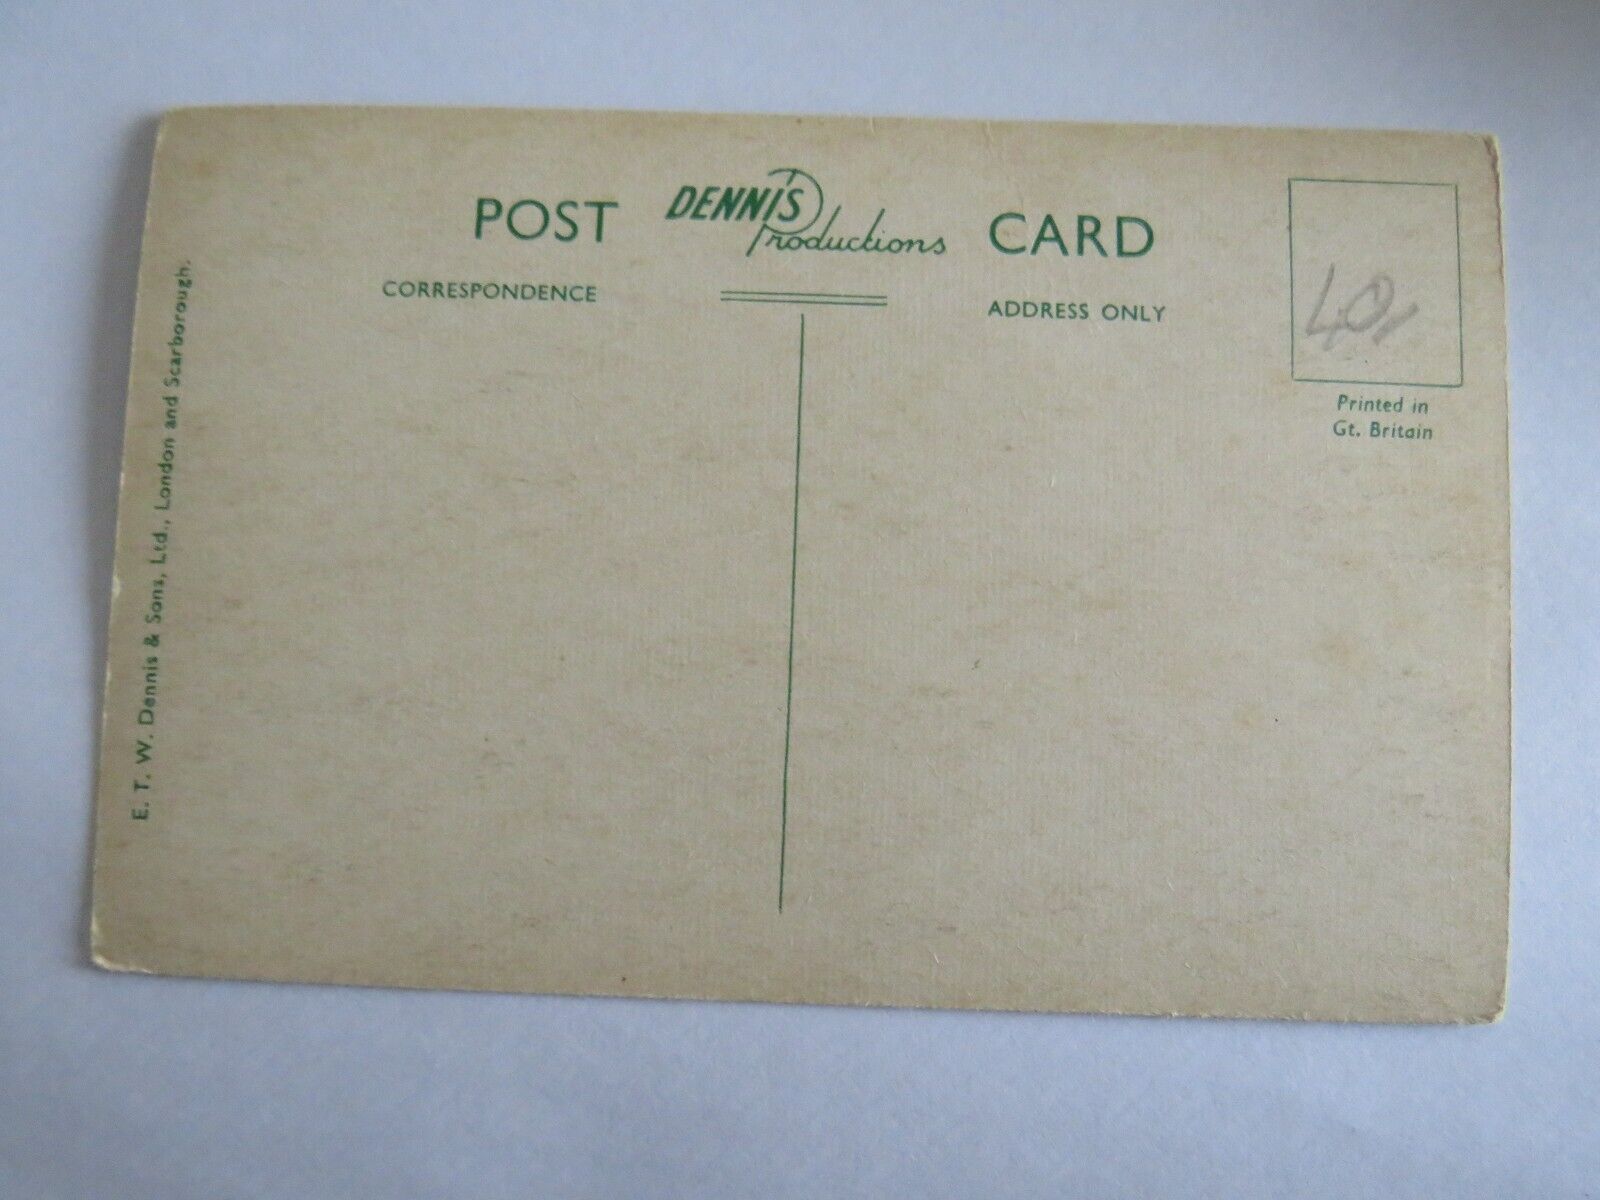 POST DENNIS Productions CARD
CORRESPONDENCE
ADDRESS ONLY
40
Printed in
Gt. Britain
E. T. W. Dennis & Sons, Ltd., London and Scarborough.